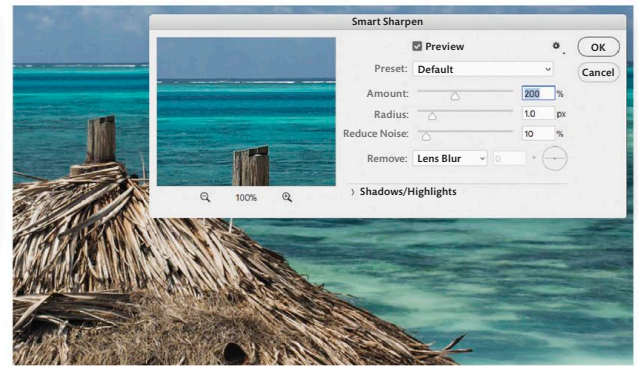 Smart Sharpen
Preview
OK
Preset: Default
Cancel
Amount: 200 %
Radius: 1.0 px
Reduce Noise: 10 %
Remove: Lens Blur 0 °
100%
Shadows/Highlights